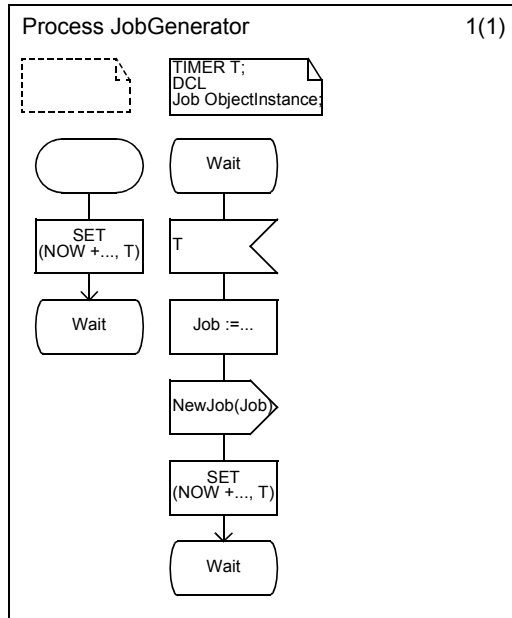 Process JobGenerator 1(1)
TIMER T;
DCL
Job ObjectInstance;
SET
(NOW +..., T)
Wait
Wait
T
Job :=...
NewJob(Job)
SET
(NOW +..., T)
Wait